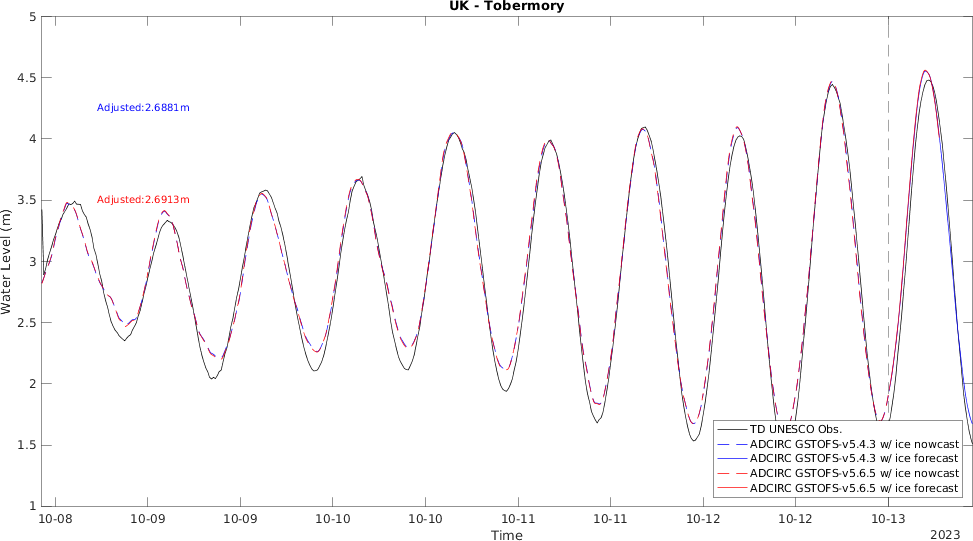 UK - Tobermory
5
4.5
4
3.5
3
2.5
2
1.5
1
Water Level (m)
Adjusted:2.6881m
Adjusted:2.6913m
TD UNESCO Obs.
ADCIRC GSTOFS-v5.4.3 w/ ice nowcast
ADCIRC GSTOFS-v5.4.3 w/ ice forecast
ADCIRC GSTOFS-v5.6.5 w/ ice nowcast
ADCIRC GSTOFS-v5.6.5 w/ ice forecast
10-08 10-09 10-09 10-10 10-10 10-11 10-11 10-12 10-12 10-13
Time
2023